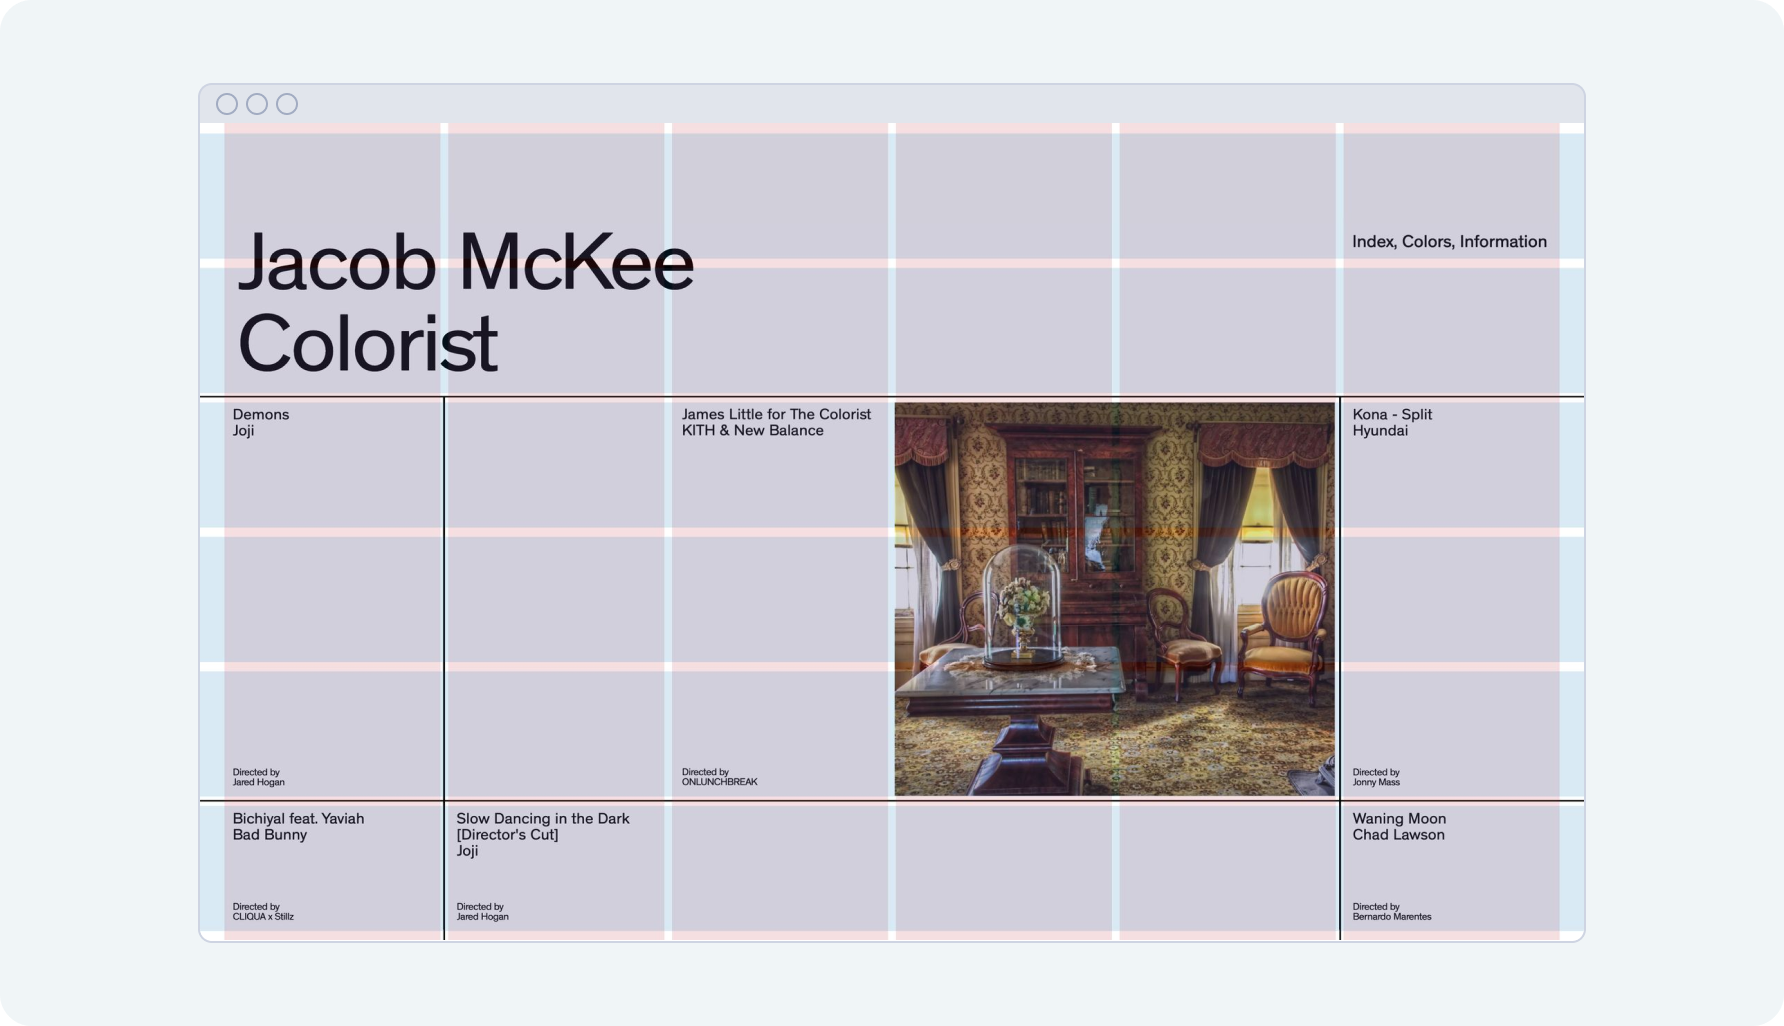 Jacob McKee
Colorist
Index, Colors, Information
Demons
Joji
James Little for The Colorist
KITH & New Balance
Kona - Split
Hyundai
Directed by
Jared Hogan
Directed by
ONLUNCHBREAK
Directed by
Jonny Mass
Bichiyal feat. Yaviah
Bad Bunny
Slow Dancing in the Dark
[Director's Cut]
Joji
Waning Moon
Chad Lawson
Directed by
CLIQUA x Stillz
Directed by
Jared Hogan
Directed by
Bernardo Marentes